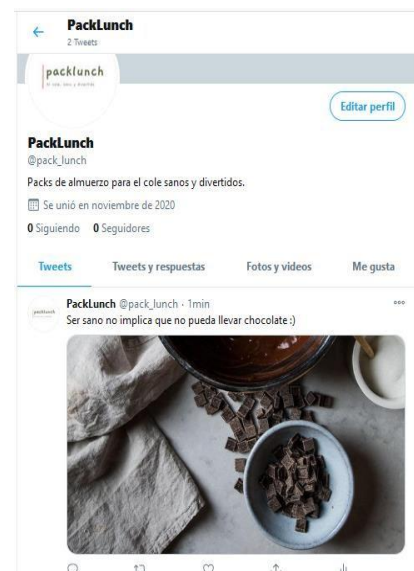 PackLunch
2 Tweets
packlunch
Editar perfil
PackLunch
@pack_lunch
Packs de almuerzo para el cole sanos y divertidos.
Se unió en noviembre de 2020
0 Siguiendo 0 Seguidores
Tweets Tweets y respuestas Fotos y videos Me gusta
packlunch
PackLunch @pack_lunch · 1min
Ser sano no implica que no pueda llevar chocolate :)